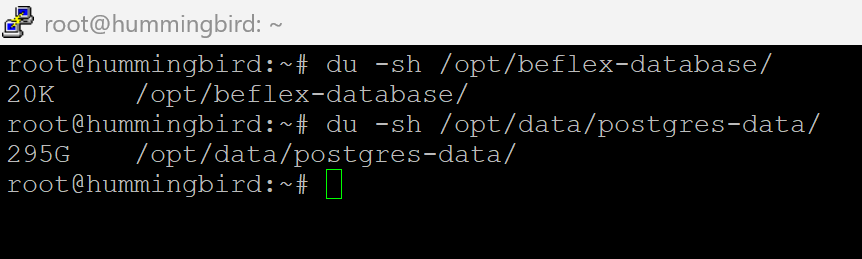 root@hummingbird: ~
root@hummingbird:~# du -sh /opt/beflex-database/
20K     /opt/beflex-database/
root@hummingbird:~# du -sh /opt/data/postgres-data/
295G    /opt/data/postgres-data/
root@hummingbird:~#